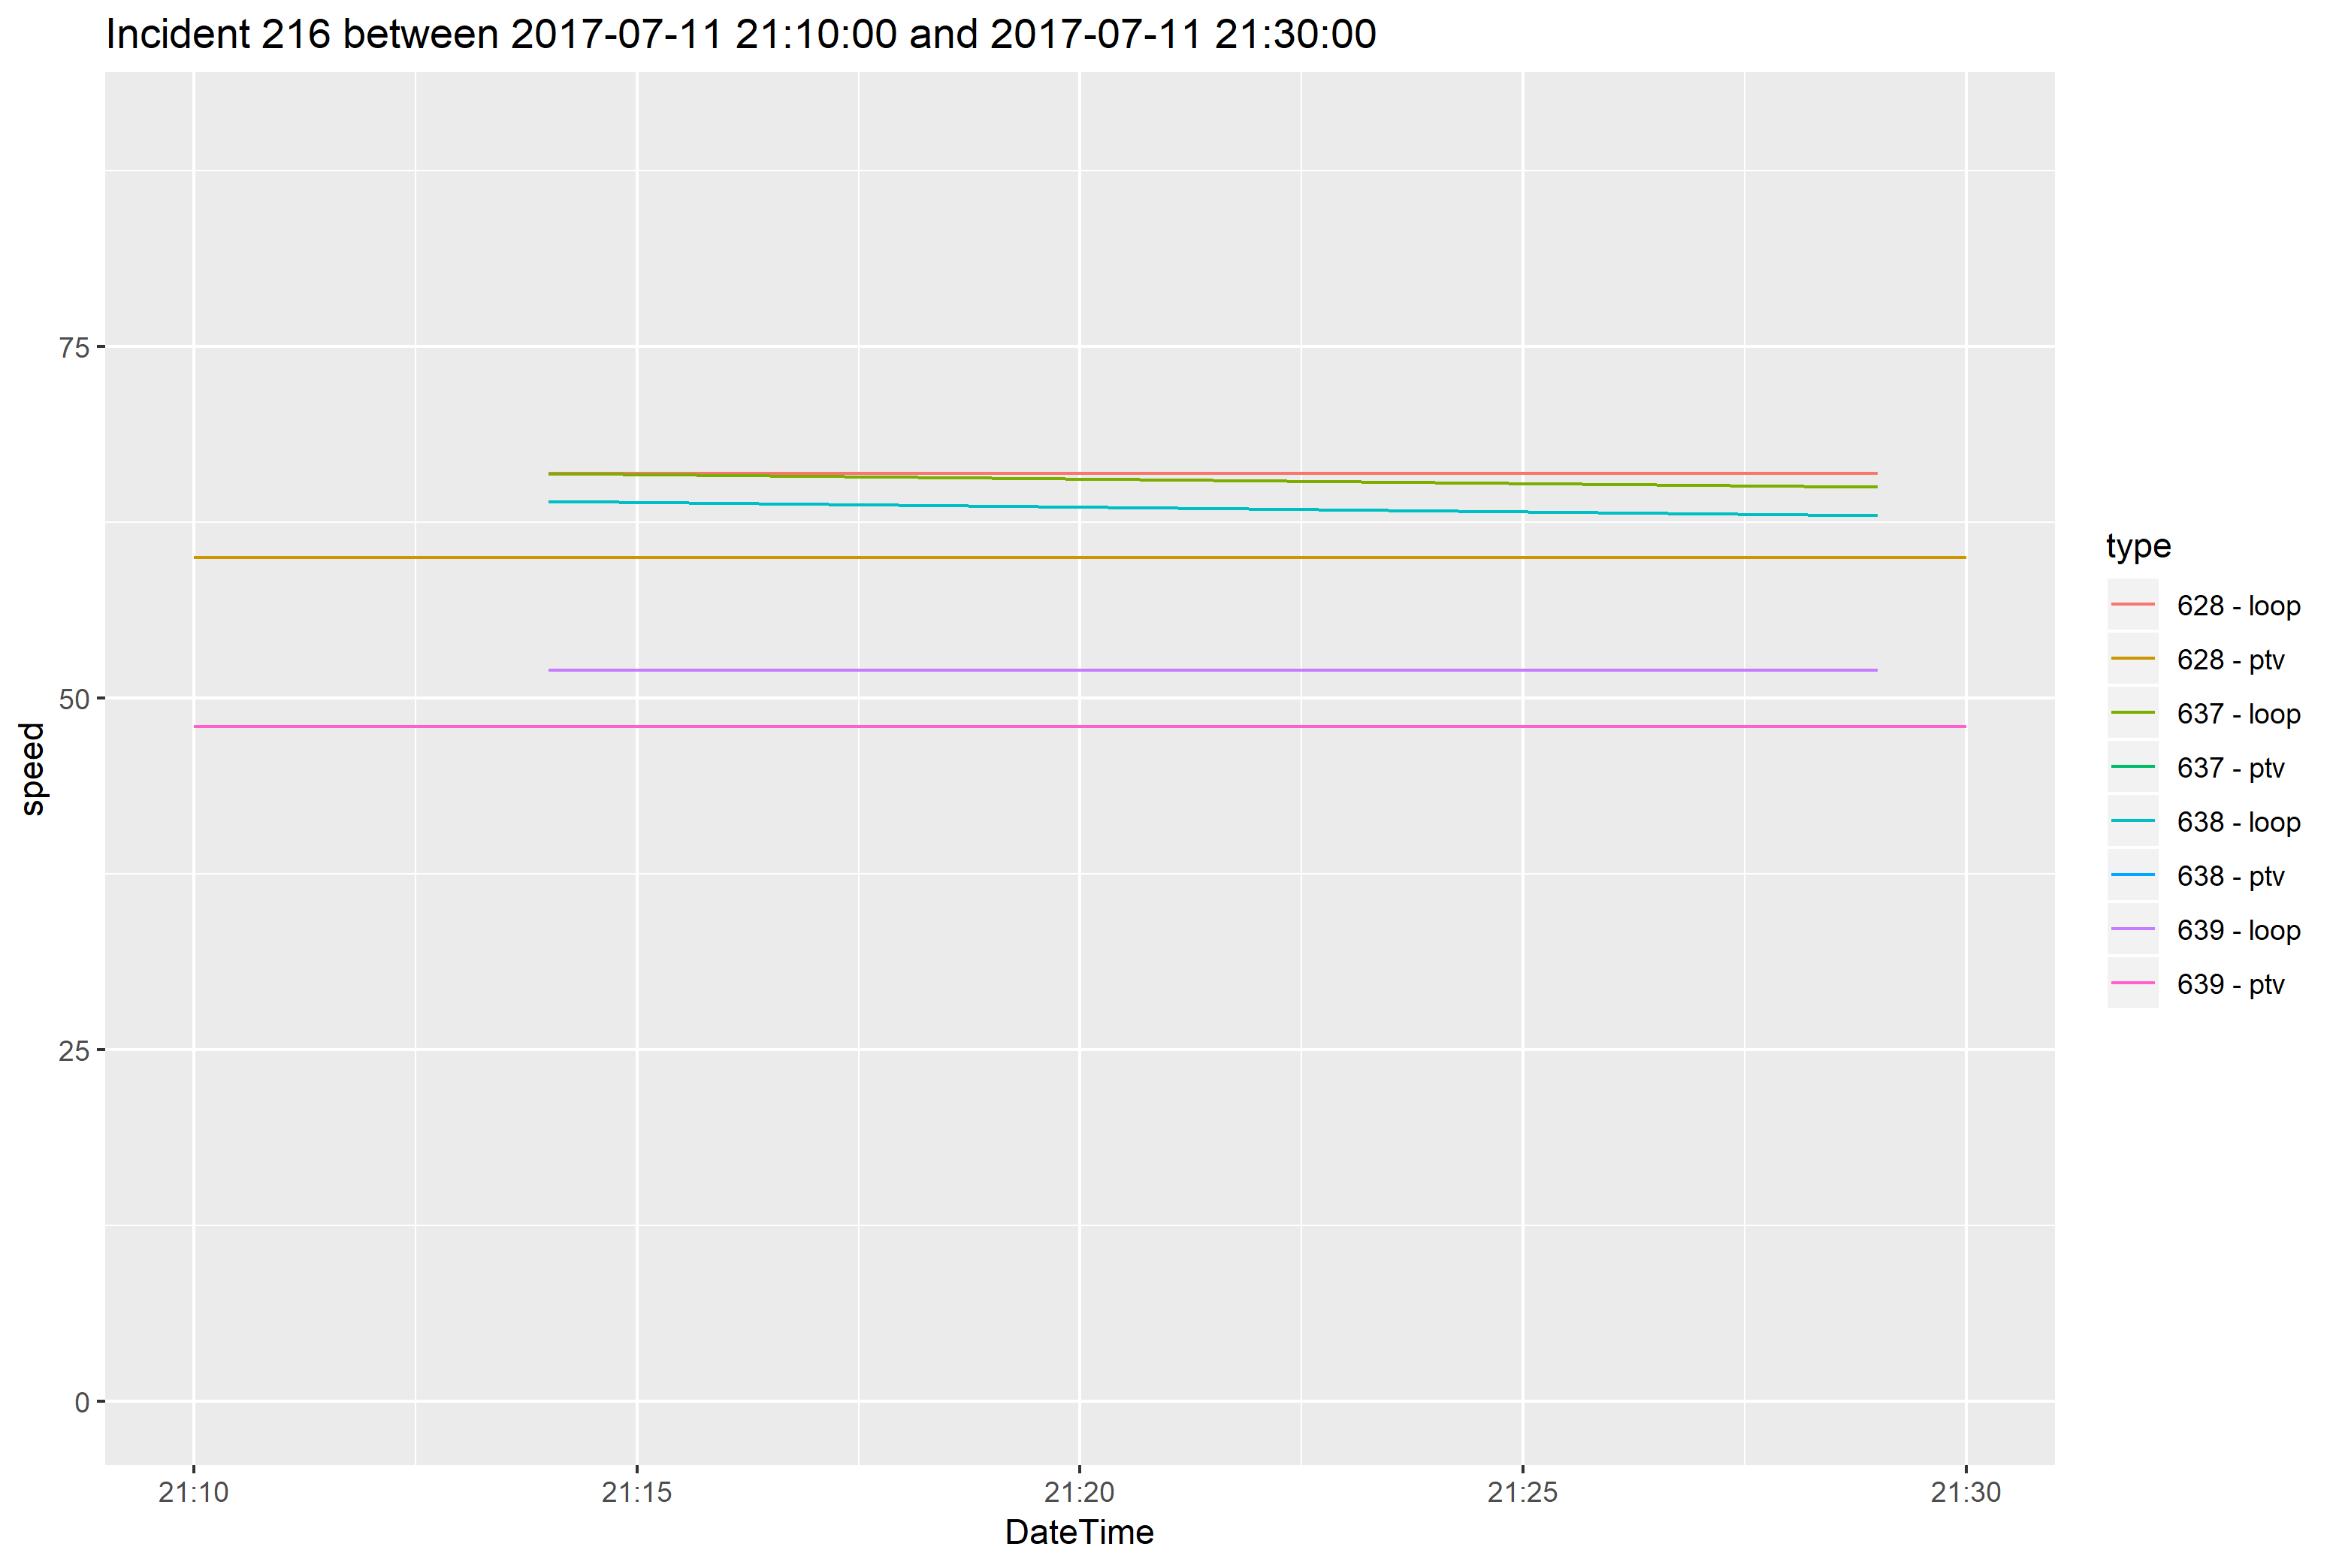 Incident 216 between 2017-07-11 21:10:00 and 2017-07-11 21:30:00
75
50
25
0
speed
21:10
21:15
21:20
21:25
21:30
DateTime
type
628 - loop
628 - ptv
637 - loop
637 - ptv
638 - loop
638 - ptv
639 - loop
639 - ptv